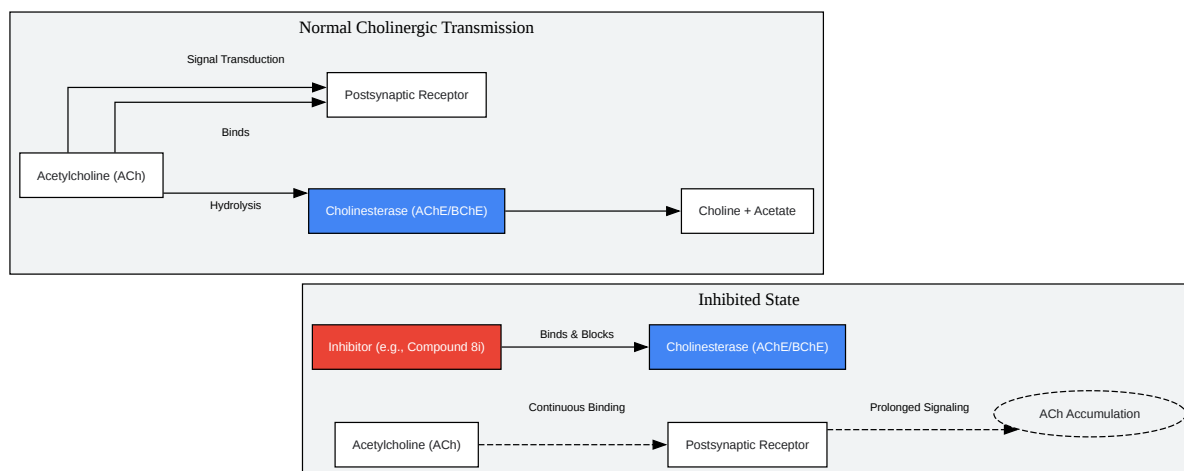 Normal Cholinergic Transmission
Signal Transduction
Postsynaptic Receptor
Binds
Acetylcholine (ACh)
Hydrolysis
Cholinesterase (AChE/BChE)
Choline + Acetate
Inhibited State
Inhibitor (e.g., Compound 8i)
Binds & Blocks
Cholinesterase (AChE/BChE)
Continuous Binding
Prolonged Signaling
ACh Accumulation
Acetylcholine (ACh)
Postsynaptic Receptor